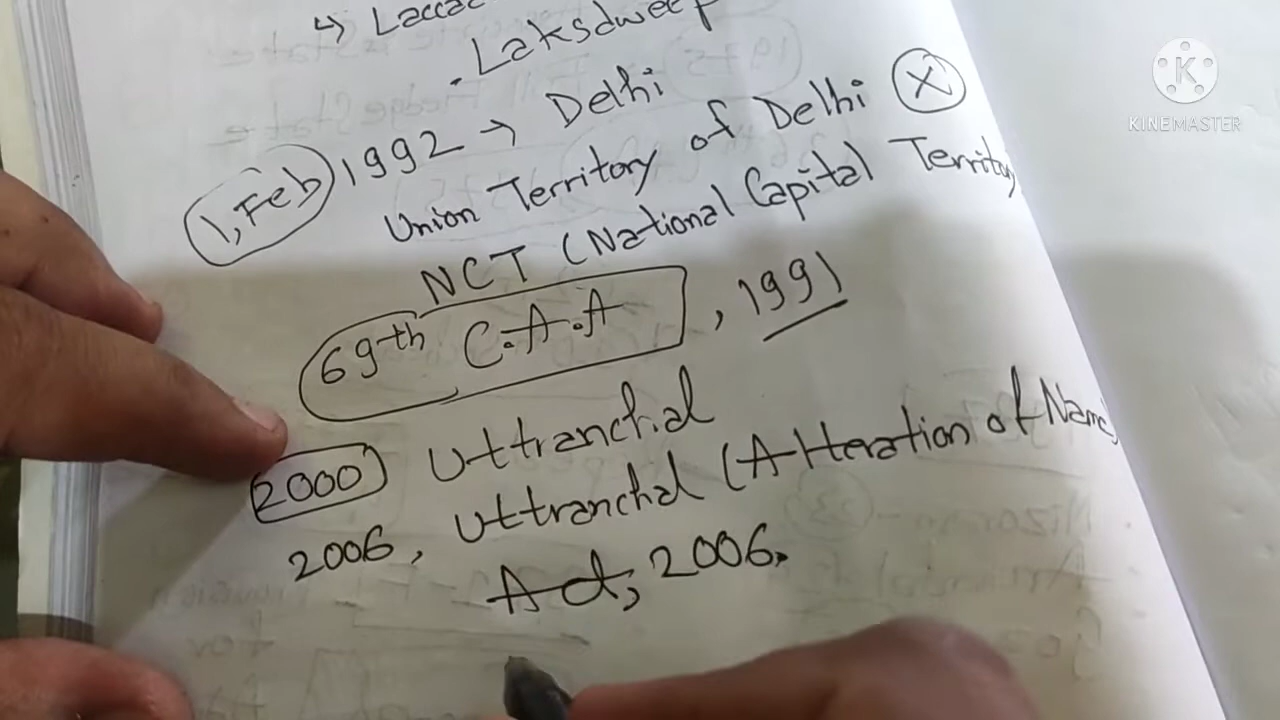 ↳ Laccad
. Laksdweep
1, Feb 1992 → Delhi
Union Territory of Delhi X
NCT (National Capital Territory
69th C.A.A , 1991
2000 Uttranchal
2006, Uttranchal (Alteration of Name)
Act, 2006.
K
KINEMASTER